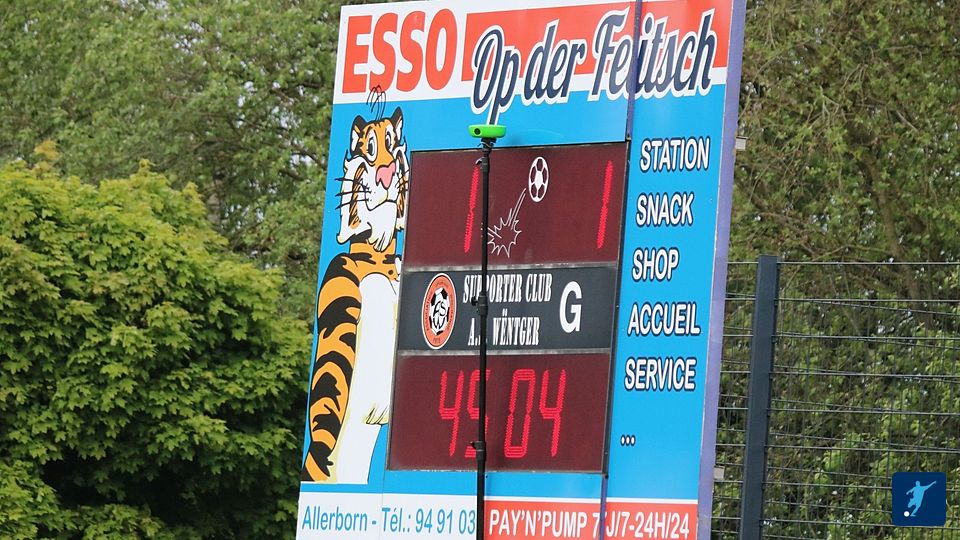 ESSO Op der Feitsch
STATION
SNACK
SHOP
ACCUEIL
SERVICE
...
1 1
SUPPORTER CLUB
WËNTGER
G
45 04
Allerborn - Tél.: 94 91 03
PAY'N'PUMP 7J/7-24H/24